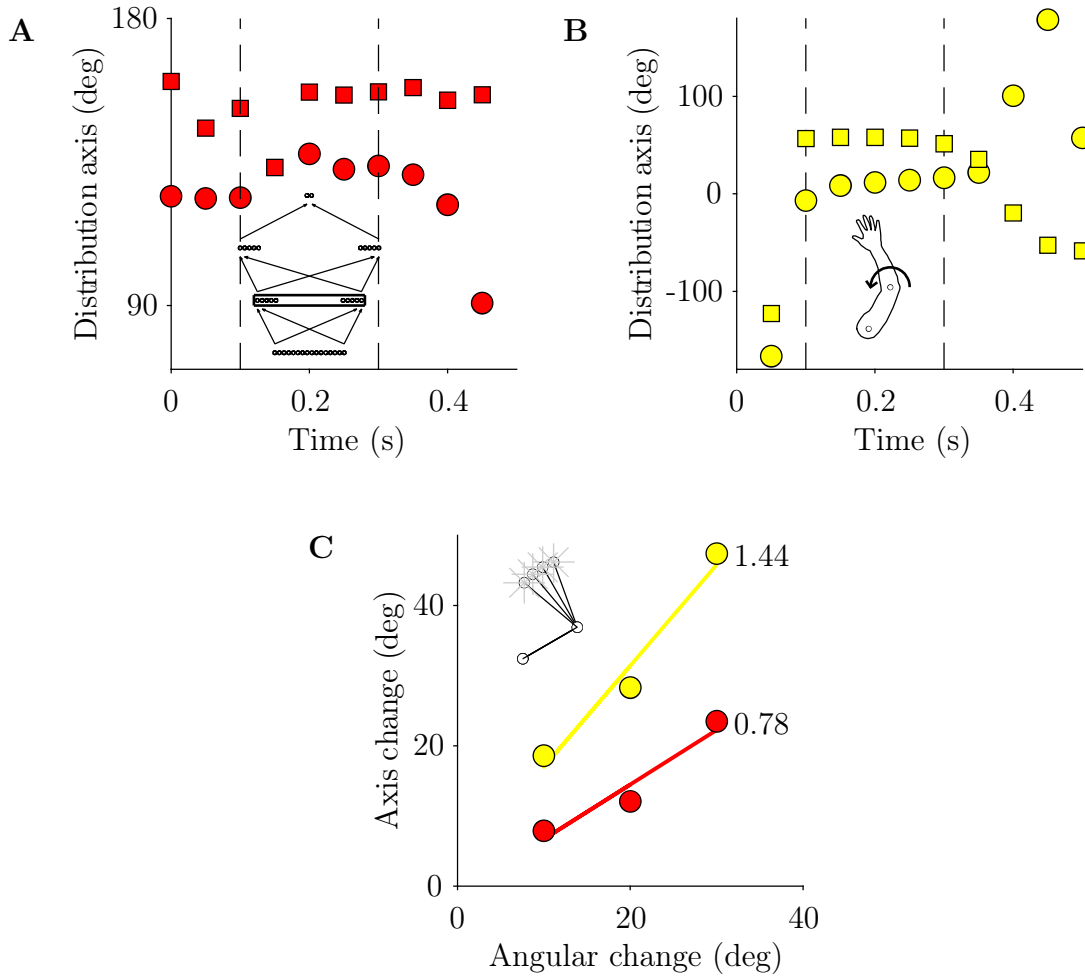 A
Distribution axis (deg)
180
90
0
0.2
0.4
Time (s)
B
Distribution axis (deg)
100
0
-100
0
0.2
0.4
Time (s)
C
Axis change (deg)
40
20
0
0
20
40
Angular change (deg)
1.44
0.78